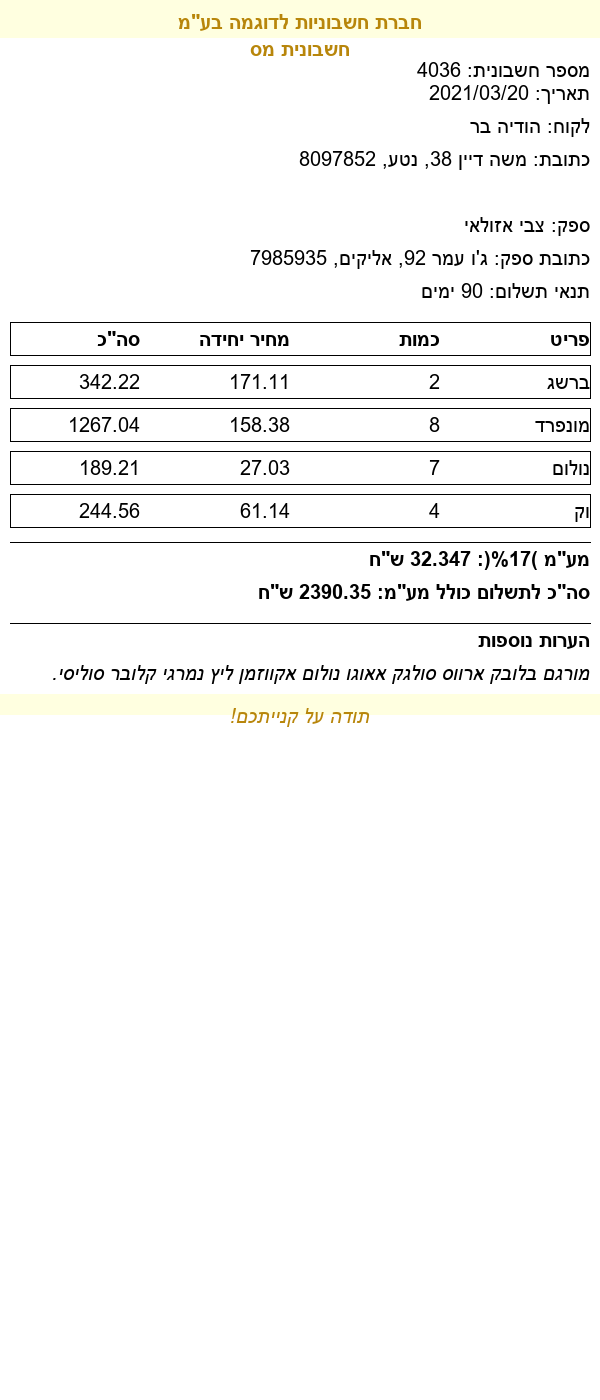 חברת חשבוניות לדוגמה בע"מ
חשבונית מס
מספר חשבונית: 4036
תאריך: 2021/03/20
לקוח: הודיה בר
כתובת: משה דיין 38, נטע, 8097852
ספק: צבי אזולאי
כתובת ספק: ג'ו עמר 92, אליקים, 7985935
תנאי תשלום: 90 ימים
פריט כמות מחיר יחידה סה"כ
ברשג 2 171.11 342.22
מונפרד 8 158.38 1267.04
נולום 7 27.03 189.21
וק 4 61.14 244.56
מע"מ )17%(: 32.347 ש"ח
סה"כ לתשלום כולל מע"מ: 2390.35 ש"ח
הערות נוספות
מורגם בלובק ארווס סולגק אאוגו נולום אקווזמן ליץ נמרגי קלובר סוליסי.
תודה על קנייתכם!